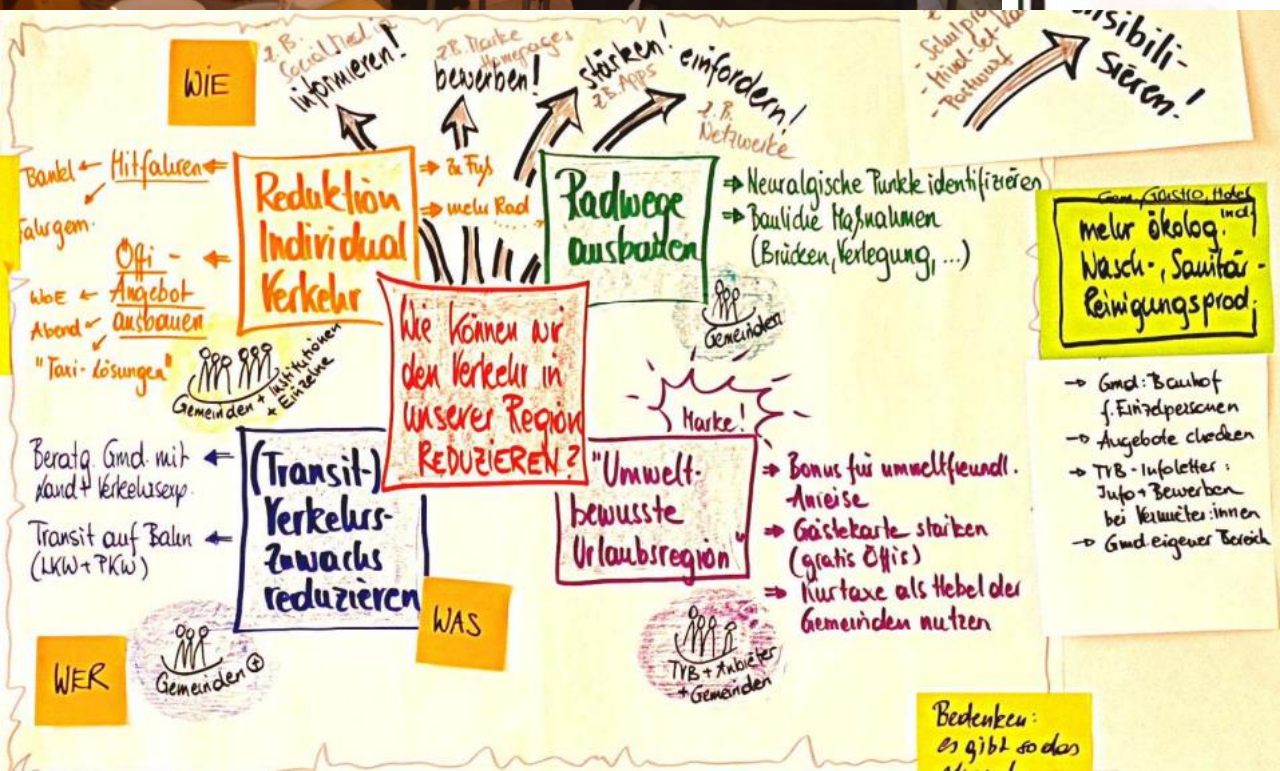 WIE
z.B.
Social Media
informieren!
z.B. Marke
Homepages
bewerben!
stärken!
z.B. Apps
einfordern!
z.B.
Netzwerke
- Schulpro
- Mind-Set-
- Postwurf
sibili-
sieren!
Bankl ← Mitfahren ⇐
Fahrgem.
Öffi - ⇐
WoE ← Angebot
Abend ← ausbauen
"Taxi-Lösungen"
Reduktion
Individual
Verkehr
⇒ zu Fuß
⇒ mehr Rad
Gemeinden + Institutionen
+ Einzelne
Radwege
ausbauen
⇒ Neuralgische Punkte identifizieren
⇒ Bauliche Maßnahmen
(Brücken, Verlegung, ...)
Gemeinden
Wie können wir
den Verkehr in
unserer Region
REDUZIEREN?
Beratg. Gmd. mit ⇐
Land + Verkehrsexp.
Transit auf Bahn ⇐
(LKW + PKW)
(Transit-)
Verkehrs-
Zuwachs
reduzieren
Gemeinden +
WER
WAS
Marke!
"Umwelt-
bewusste
Urlaubsregion"
⇒ Bonus für umweltfreundl.
Anreise
⇒ Gästekarte stärken
(gratis Öffis)
⇒ Kurtaxe als Hebel der
Gemeinden nutzen
TVB + Anbieter
+ Gemeinden
Gastro, Hotel
mehr ökolog. incl.
Wasch-, Sanitär-
Reinigungsprod.
→ Gmd: Bauhof
f. Einzelpersonen
→ Angebote checken
→ TVB-Infoletter:
Info + Bewerben
bei Vermieter:innen
→ Gmd. eigener Bereich
Bedenken:
es gibt so das